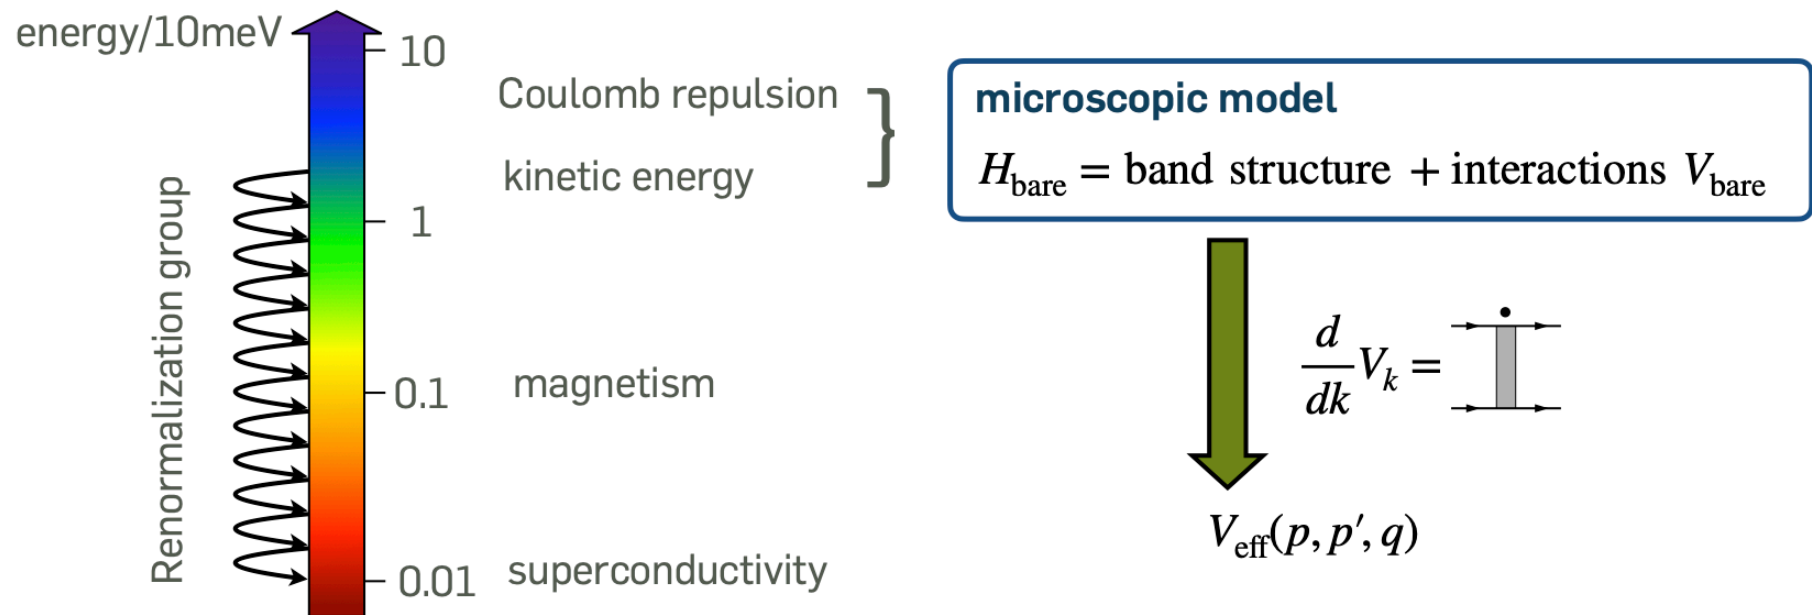 energy/10meV
10
Coulomb repulsion
kinetic energy
}
microscopic model
H_bare = band structure + interactions V_bare
1
Renormalization group
d/dk V_k =
magnetism
0.1
V_eff(p, p′, q)
superconductivity
0.01